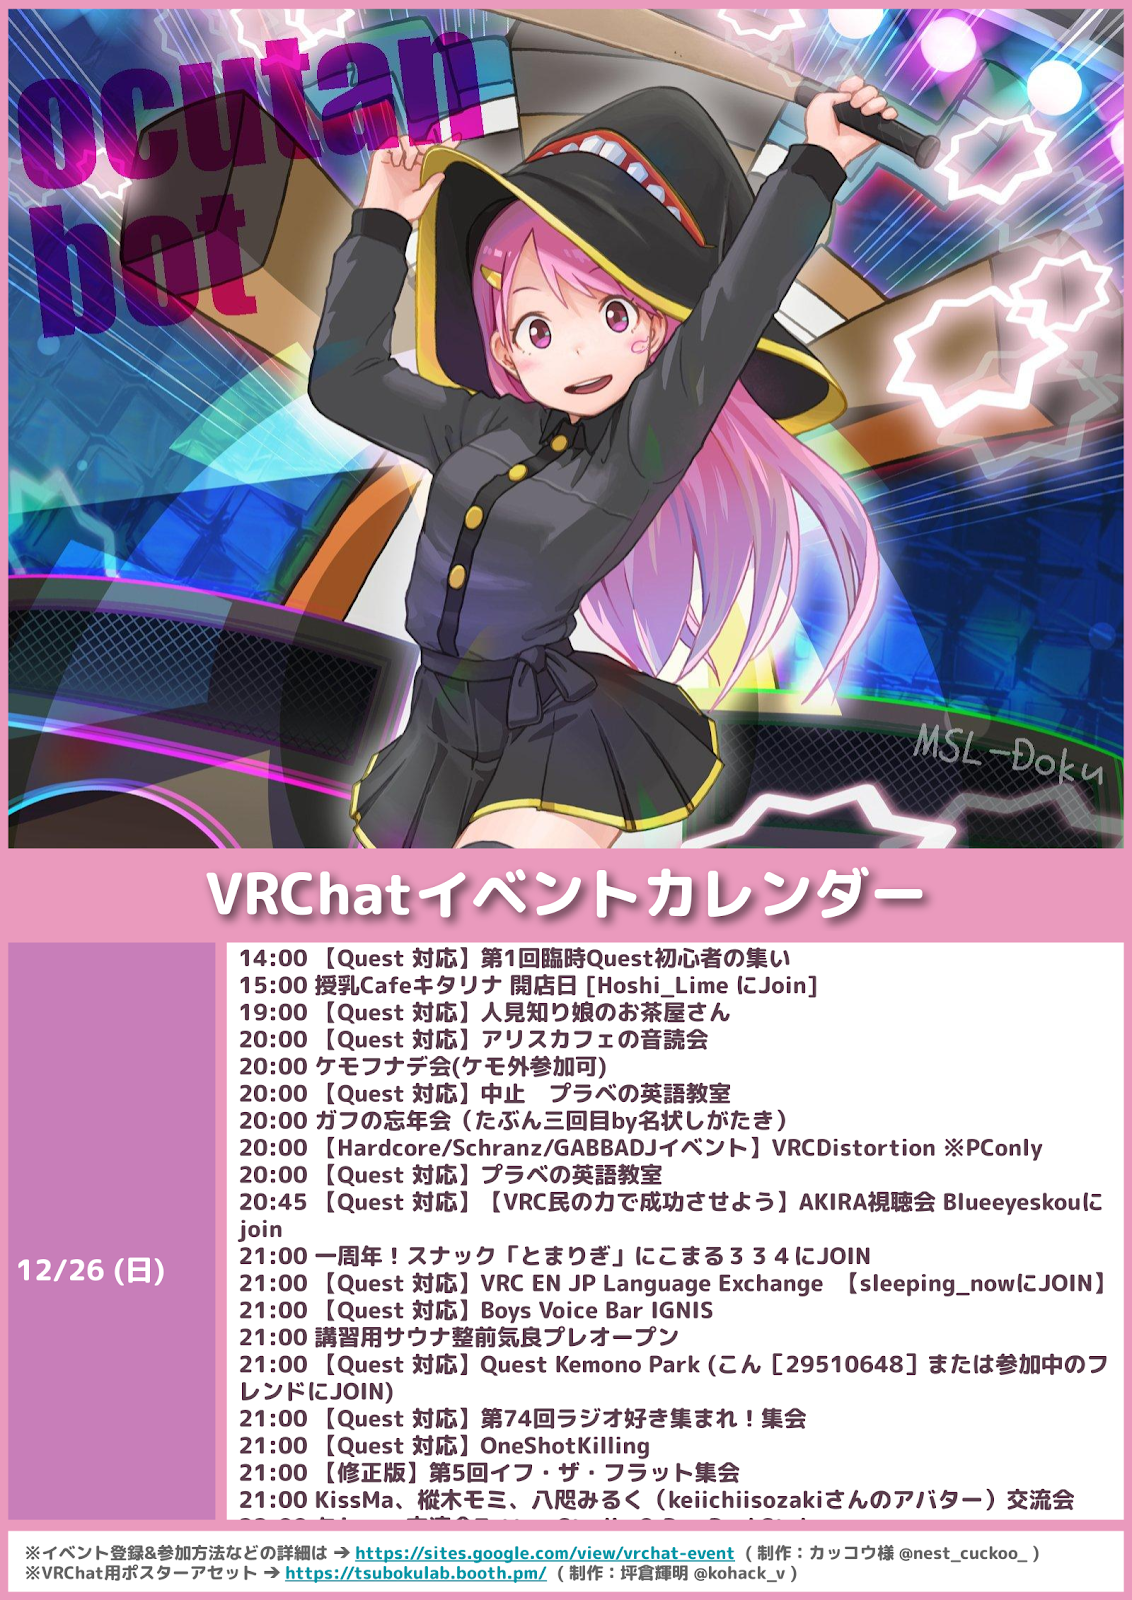 ocutan
bot
MSL-Doku
VRChatイベントカレンダー
12/26 (日)
14:00 【Quest 対応】第1回臨時Quest初心者の集い
15:00 授乳Cafeキタリナ 開店日 [Hoshi_Lime にJoin]
19:00 【Quest 対応】人見知り娘のお茶屋さん
20:00 【Quest 対応】アリスカフェの音読会
20:00 ケモフナデ会(ケモ外参加可)
20:00 【Quest 対応】中止　プラベの英語教室
20:00 ガフの忘年会（たぶん三回目by名状しがたき）
20:00 【Hardcore/Schranz/GABBADJイベント】VRCDistortion ※PConly
20:00 【Quest 対応】プラベの英語教室
20:45 【Quest 対応】【VRC民の力で成功させよう】AKIRA視聴会 Blueeyeskouに
join
21:00 一周年！スナック「とまりぎ」にこまる３３４にJOIN
21:00 【Quest 対応】VRC EN JP Language Exchange 【sleeping_nowにJOIN】
21:00 【Quest 対応】Boys Voice Bar IGNIS
21:00 講習用サウナ整前気良プレオープン
21:00 【Quest 対応】Quest Kemono Park (こん［29510648］または参加中のフ
レンドにJOIN)
21:00 【Quest 対応】第74回ラジオ好き集まれ！集会
21:00 【Quest 対応】OneShotKilling
21:00 【修正版】第5回イフ・ザ・フラット集会
21:00 KissMa、樅木モミ、八咫みるく（keiichiisozakiさんのアバター）交流会
※イベント登録&参加方法などの詳細は → https://sites.google.com/view/vrchat-event ( 制作：カッコウ様 @nest_cuckoo_ )
※VRChat用ポスターアセット → https://tsubokulab.booth.pm/ ( 制作：坪倉輝明 @kohack_v )